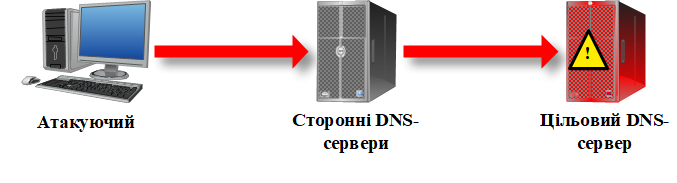 Атакуючий
Сторонні DNS-
сервери
Цільовий DNS-
сервер
!